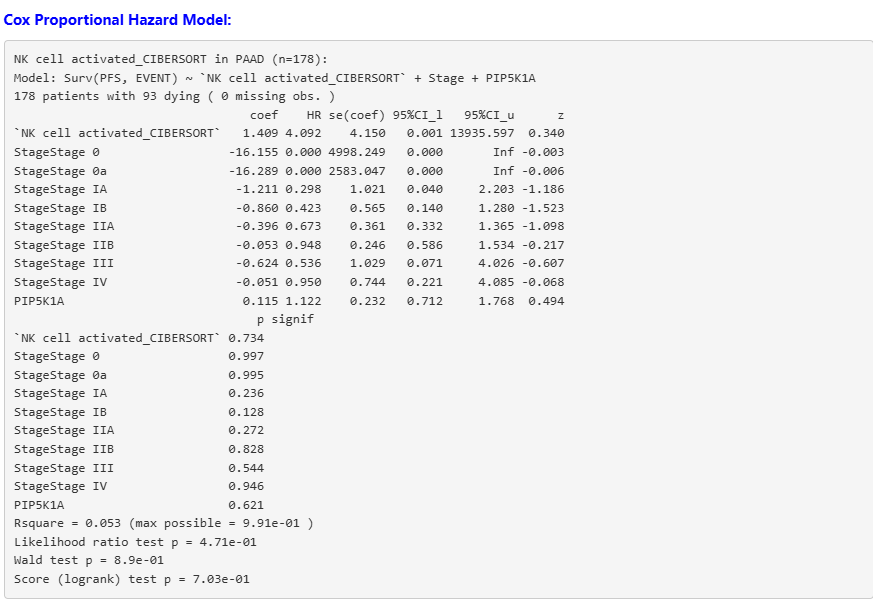 Cox Proportional Hazard Model:
NK cell activated_CIBERSORT in PAAD (n=178):
Model: Surv(PFS, EVENT) ~ `NK cell activated_CIBERSORT` + Stage + PIP5K1A
178 patients with 93 dying ( 0 missing obs. )
coef HR se(coef) 95%CI_l 95%CI_u z
`NK cell activated_CIBERSORT` 1.409 4.092 4.150 0.001 13935.597 0.340
StageStage 0 -16.155 0.000 4998.249 0.000 Inf -0.003
StageStage 0a -16.289 0.000 2583.047 0.000 Inf -0.006
StageStage IA -1.211 0.298 1.021 0.040 2.203 -1.186
StageStage IB -0.860 0.423 0.565 0.140 1.280 -1.523
StageStage IIA -0.396 0.673 0.361 0.332 1.365 -1.098
StageStage IIB -0.053 0.948 0.246 0.586 1.534 -0.217
StageStage III -0.624 0.536 1.029 0.071 4.026 -0.607
StageStage IV -0.051 0.950 0.744 0.221 4.085 -0.068
PIP5K1A 0.115 1.122 0.232 0.712 1.768 0.494
p signif
`NK cell activated_CIBERSORT` 0.734
StageStage 0 0.997
StageStage 0a 0.995
StageStage IA 0.236
StageStage IB 0.128
StageStage IIA 0.272
StageStage IIB 0.828
StageStage III 0.544
StageStage IV 0.946
PIP5K1A 0.621
Rsquare = 0.053 (max possible = 9.91e-01 )
Likelihood ratio test p = 4.71e-01
Wald test p = 8.9e-01
Score (logrank) test p = 7.03e-01